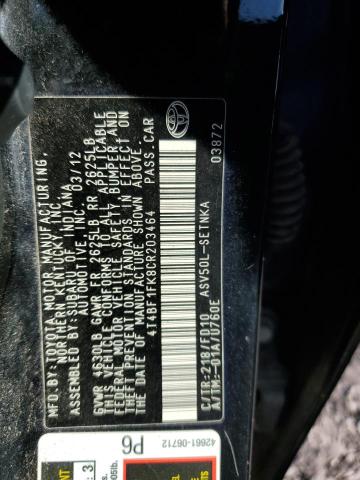 MFD. BY: TOYOTA MOTOR MANUFACTURING,
NORTHERN KENTUCKY, INC.
ASSEMBLED BY:
SUBARU OF INDIANA
AUTOMOTIVE, INC. 03/12
GVWR 4630LB GAWR FR 2625LB RR 2625LB
THIS VEHICLE CONFORMS TO ALL APPLICABLE
FEDERAL MOTOR VEHICLE SAFETY, BUMPER, AND
THEFT PREVENTION STANDARDS IN EFFECT ON
THE DATE OF MANUFACTURE SHOWN ABOVE.
4T4BF1FK8CR203464 PASS.CAR
ASV50L-SETNKA
C/TR:218/FD10
A/TM:-01A/U760E
03872
42661-06712
P6